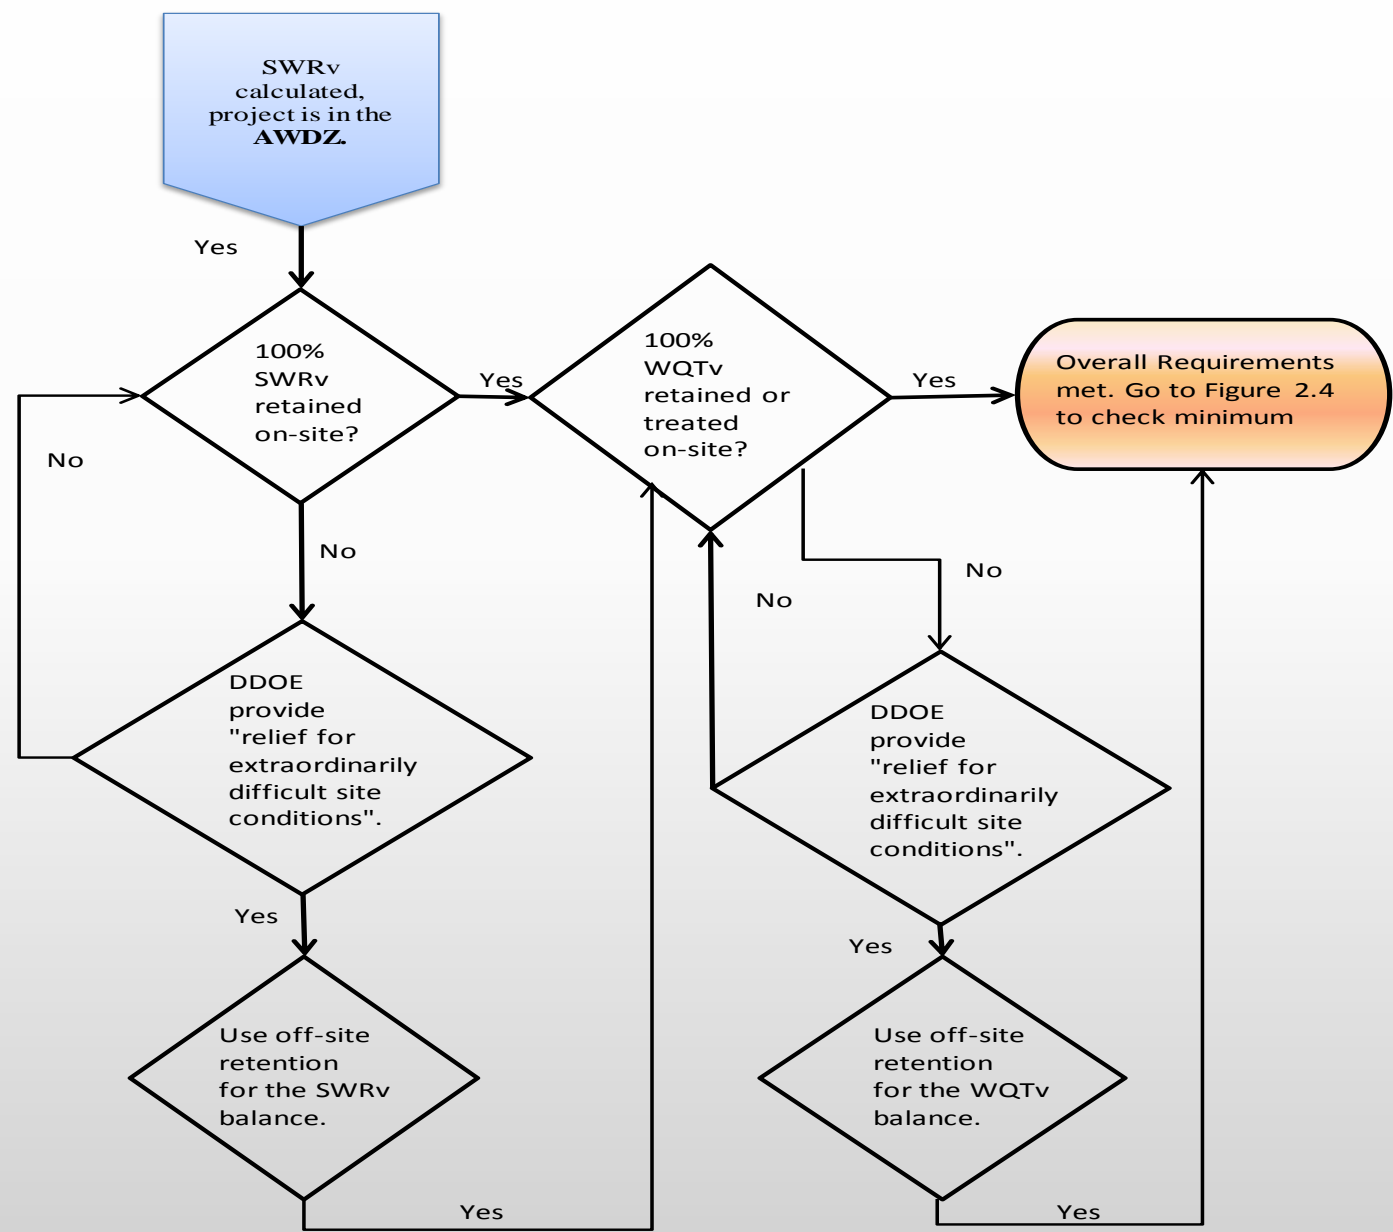 SWRv
calculated,
project is in the
AWDZ.
Yes
100%
SWRv
retained
on-site?
Yes
100%
WQTv
retained or
treated
on-site?
Yes
Overall Requirements
met. Go to Figure 2.4
to check minimum
No
No
No
No
DDOE
provide
"relief for
extraordinarily
difficult site
conditions".
DDOE
provide
"relief for
extraordinarily
difficult site
conditions".
Yes
Yes
Use off-site
retention
for the SWRv
balance.
Use off-site
retention
for the WQTv
balance.
Yes
Yes